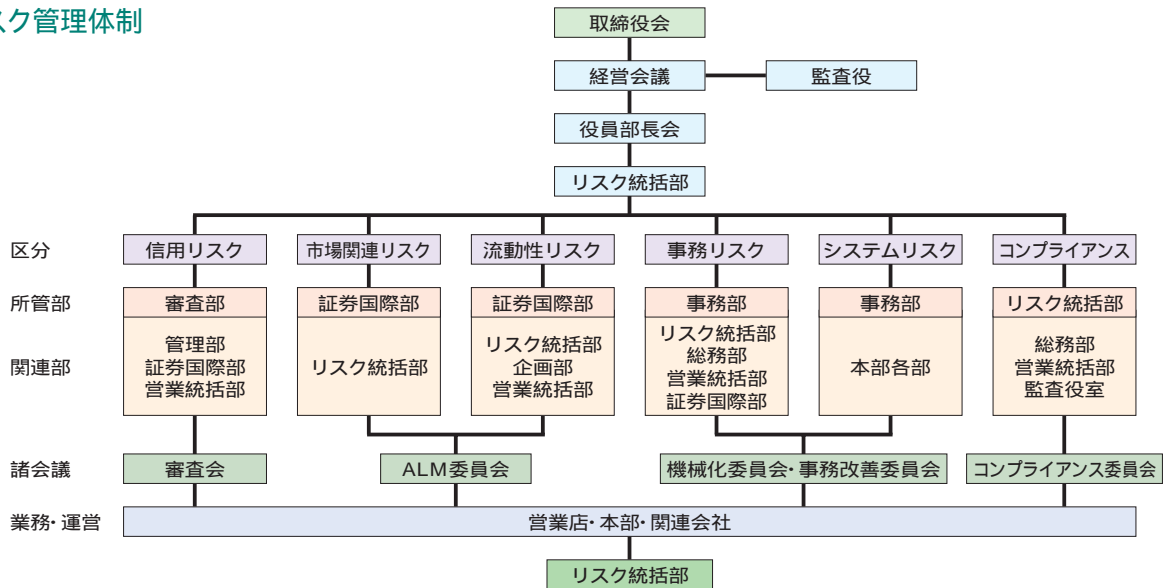 スク管理体制
取締役会
経営会議
監査役
役員部長会
リスク統括部
区分
信用リスク
市場関連リスク
流動性リスク
事務リスク
システムリスク
コンプライアンス
所管部
審査部
証券国際部
証券国際部
事務部
事務部
リスク統括部
関連部
管理部
証券国際部
営業統括部
リスク統括部
リスク統括部
企画部
営業統括部
リスク統括部
総務部
営業統括部
証券国際部
本部各部
総務部
営業統括部
監査役室
諸会議
審査会
ALM委員会
機械化委員会・事務改善委員会
コンプライアンス委員会
業務・運営
営業店・本部・関連会社
リスク統括部